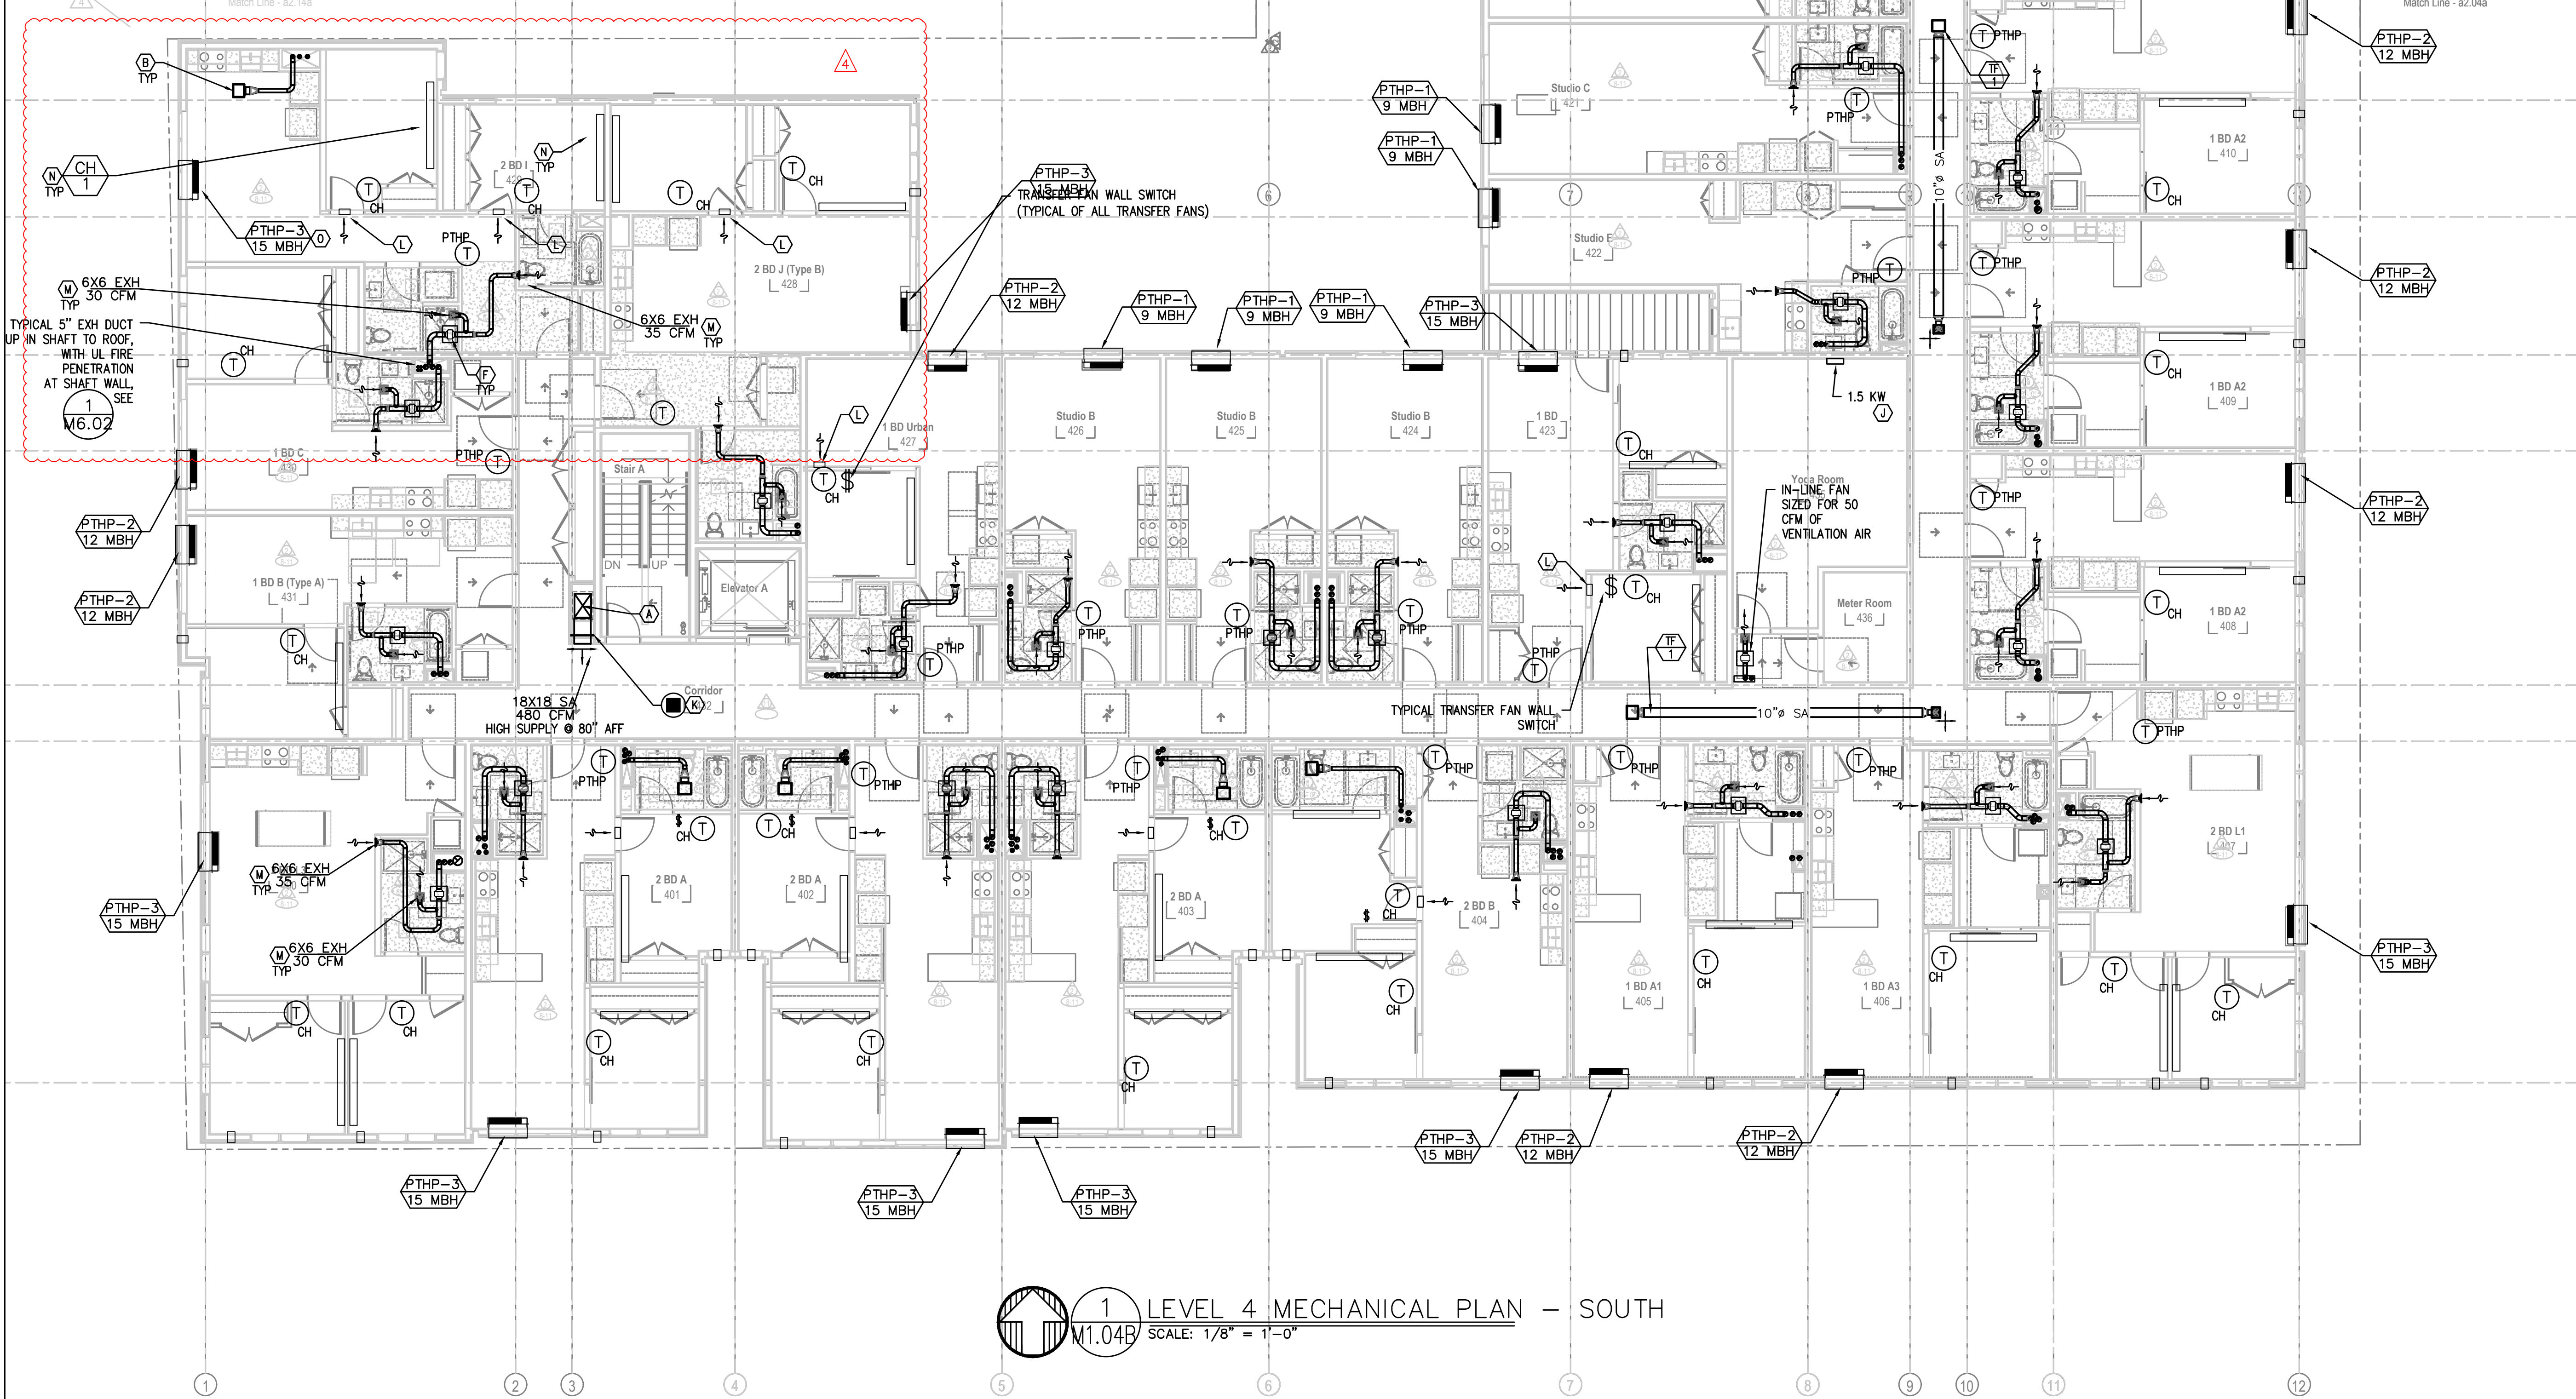 4
Match Line - a2.14a
Match Line - a2.04a
4
B
TYP
N
TYP
CH
1
N
TYP
2 BD I
429
T
CH
T
CH
T
CH
T
CH
PTHP-3
15 MBH
O
L
L
L
PTHP
T
2 BD J (Type B)
428
M
TYP
6X6 EXH
30 CFM
TYPICAL 5" EXH DUCT
UP IN SHAFT TO ROOF,
WITH UL FIRE
PENETRATION
AT SHAFT WALL,
SEE
1
M6.02
6X6 EXH
35 CFM
M
TYP
F
TYP
T
CH
T
PTHP-3
15 MBH
TRANSFER FAN WALL SWITCH
(TYPICAL OF ALL TRANSFER FANS)
PTHP-2
12 MBH
PTHP-1
9 MBH
PTHP-1
9 MBH
PTHP-1
9 MBH
PTHP-3
15 MBH
PTHP-1
9 MBH
PTHP-1
9 MBH
Studio C
421
Studio E
422
T
PTHP
T
PTHP
6
7
TF
1
10"ø SA
T
PTHP
T
PTHP
T
PTHP
PTHP-2
12 MBH
PTHP-2
12 MBH
PTHP-2
12 MBH
1 BD A2
410
1 BD A2
409
1 BD A2
408
T
CH
T
CH
T
CH
1.5 KW
J
1 BD C
430
PTHP
T
Stair A
DN
UP
1 BD Urban
427
L
T
CH
$
Studio B
426
Studio B
425
Studio B
424
1 BD
423
T
CH
Yoga Room
IN-LINE FAN
SIZED FOR 50
CFM OF
VENTILATION AIR
PTHP-2
12 MBH
PTHP-2
12 MBH
1 BD B (Type A)
431
T
CH
A
Elevator A
T
PTHP
T
PTHP
T
PTHP
T
PTHP
L
$
T
CH
Meter Room
436
PTHP
T
TF
1
Corridor
K
18X18 SA
480 CFM
HIGH SUPPLY @ 80" AFF
TYPICAL TRANSFER FAN WALL
SWITCH
10"ø SA
T
PTHP
T
PTHP
T
PTHP
T
PTHP
T
PTHP
T
PTHP
T
PTHP
$
CH
T
T
$
CH
$
CH
T
T
$
CH
M
TYP
6X6 EXH
35 CFM
M
TYP
6X6 EXH
30 CFM
PTHP-3
15 MBH
2 BD A
401
2 BD A
402
2 BD A
403
2 BD B
404
1 BD A1
405
1 BD A3
406
2 BD L1
407
PTHP-3
15 MBH
T
CH
T
CH
T
CH
T
CH
T
CH
T
CH
T
CH
T
CH
T
CH
T
CH
PTHP-3
15 MBH
PTHP-3
15 MBH
PTHP-3
15 MBH
PTHP-3
15 MBH
PTHP-2
12 MBH
PTHP-2
12 MBH
1
M1.04B
LEVEL 4 MECHANICAL PLAN - SOUTH
SCALE: 1/8" = 1'-0"
1
2
3
4
5
6
7
8
9
10
11
12